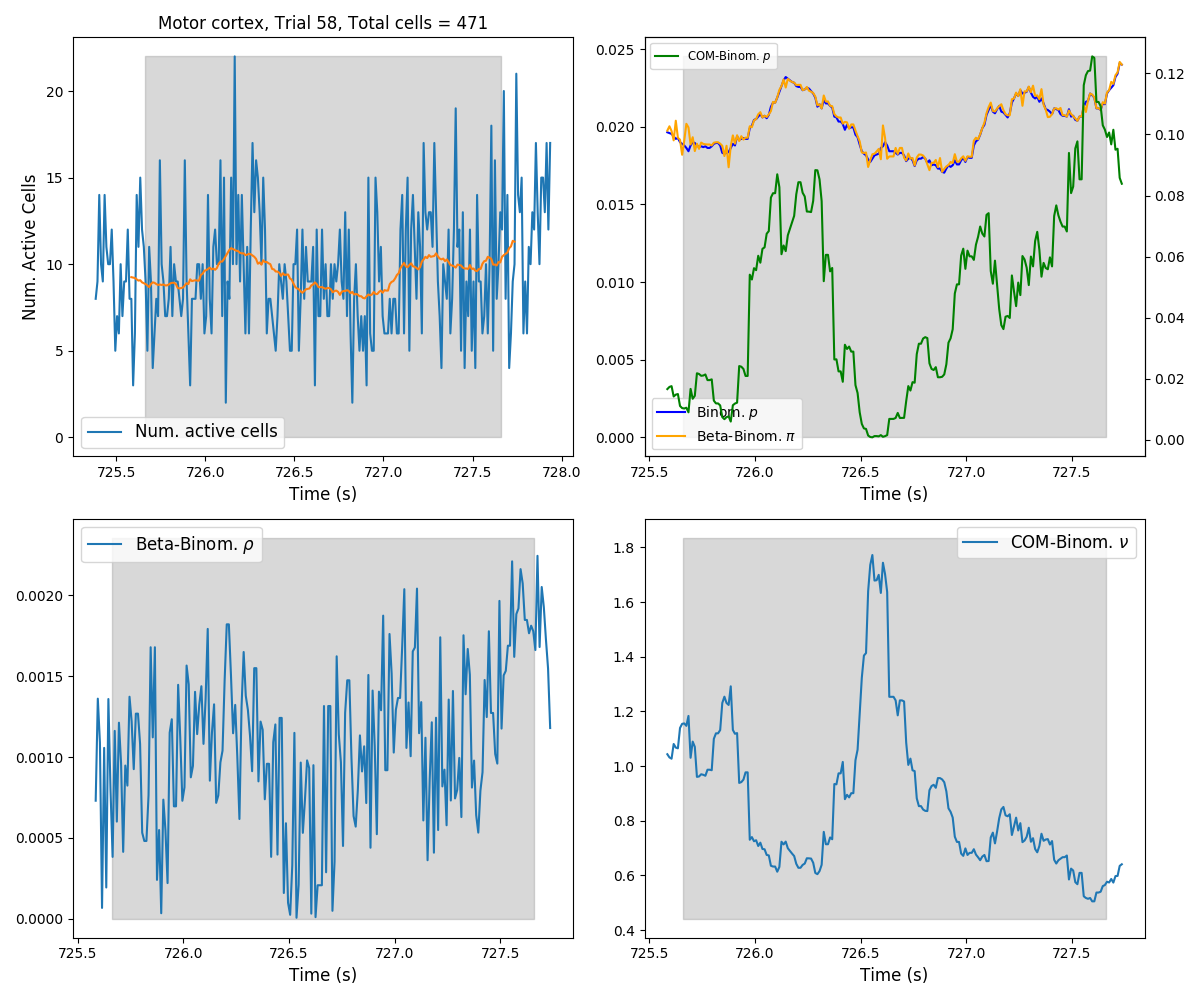 Motor cortex, Trial 58, Total cells = 471
Num. Active Cells
20
15
10
5
0
725.5 726.0 726.5 727.0 727.5 728.0
Time (s)
Num. active cells
COM-Binom. p
0.025
0.020
0.015
0.010
0.005
0.000
0.12
0.10
0.08
0.06
0.04
0.02
0.00
Binom. p
Beta-Binom. π
725.5 726.0 726.5 727.0 727.5
Time (s)
Beta-Binom. ρ
0.0020
0.0015
0.0010
0.0005
0.0000
725.5 726.0 726.5 727.0 727.5
Time (s)
COM-Binom. ν
1.8
1.6
1.4
1.2
1.0
0.8
0.6
0.4
725.5 726.0 726.5 727.0 727.5
Time (s)